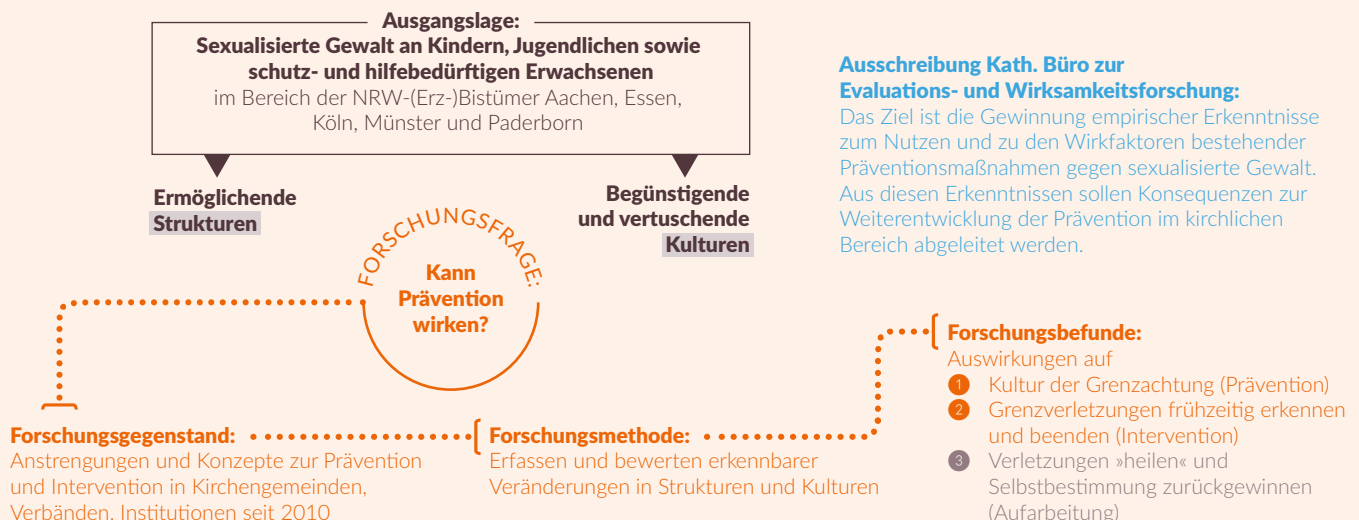 Ausgangslage:
Sexualisierte Gewalt an Kindern, Jugendlichen sowie
schutz- und hilfebedürftigen Erwachsenen
im Bereich der NRW-(Erz-)Bistümer Aachen, Essen,
Köln, Münster und Paderborn
Ermöglichende
Strukturen
Begünstigende
und vertuschende
Kulturen
Ausschreibung Kath. Büro zur
Evaluations- und Wirksamkeitsforschung:
Das Ziel ist die Gewinnung empirischer Erkenntnisse
zum Nutzen und zu den Wirkfaktoren bestehender
Präventionsmaßnahmen gegen sexualisierte Gewalt.
Aus diesen Erkenntnissen sollen Konsequenzen zur
Weiterentwicklung der Prävention im kirchlichen
Bereich abgeleitet werden.
FORSCHUNGSFRAGE:
Kann
Prävention
wirken?
Forschungsgegenstand:
Anstrengungen und Konzepte zur Prävention
und Intervention in Kirchengemeinden,
Verbänden, Institutionen seit 2010
Forschungsmethode:
Erfassen und bewerten erkennbarer
Veränderungen in Strukturen und Kulturen
Forschungsbefunde:
Auswirkungen auf
1 Kultur der Grenzachtung (Prävention)
2 Grenzverletzungen frühzeitig erkennen
und beenden (Intervention)
3 Verletzungen »heilen« und
Selbstbestimmung zurückgewinnen
(Aufarbeitung)